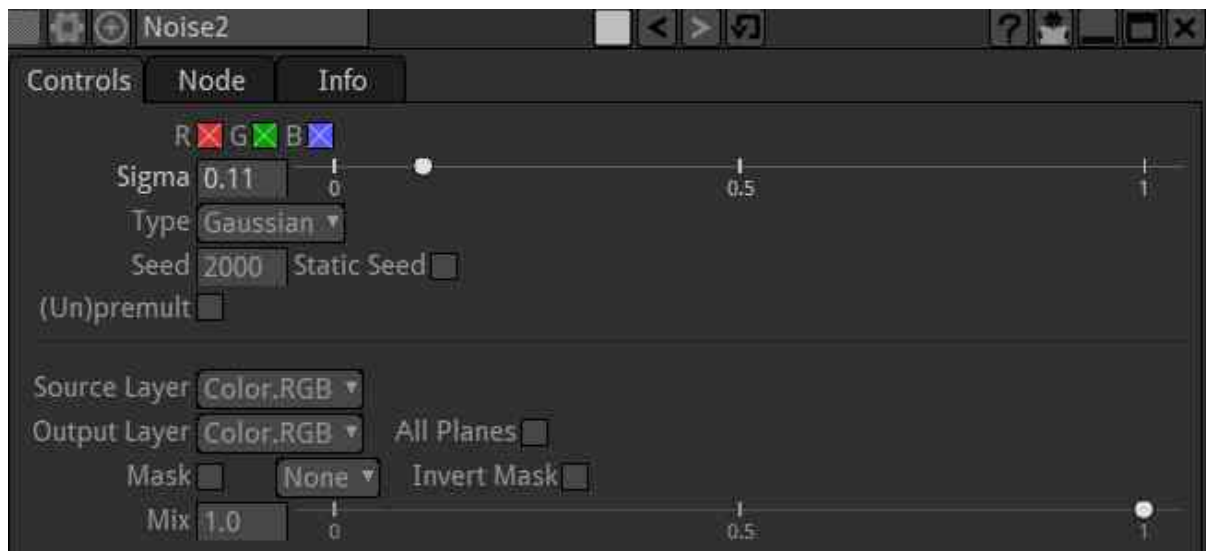 Noise2 < > ?
Controls Node Info
R G B
Sigma 0.11 0 0.5 1
Type Gaussian
Seed 2000 Static Seed
(Un)premult
Source Layer Color.RGB
Output Layer Color.RGB All Planes
Mask None Invert Mask
Mix 1.0 0 0.5 1